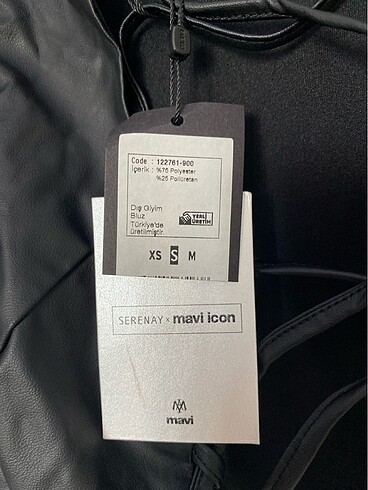 Code : 122761-900
İçerik : %75 Polyester
%25 Poliüretan
Dış Giyim
Bluz
Türkiye'de
üretilmiştir.
YERLİ
ÜRETİM
XS S M
SERENAY × mavi icon
mavi